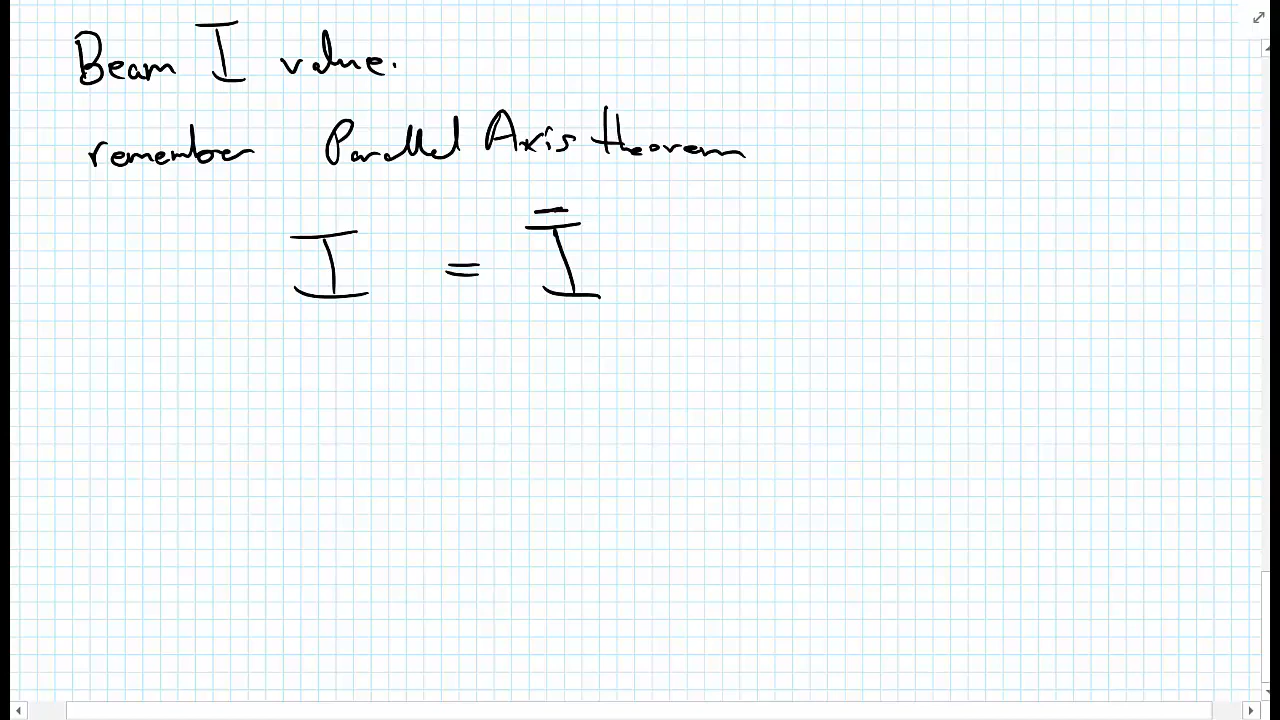 Beam I value.
remember Parallel Axis theorem
I = Ī